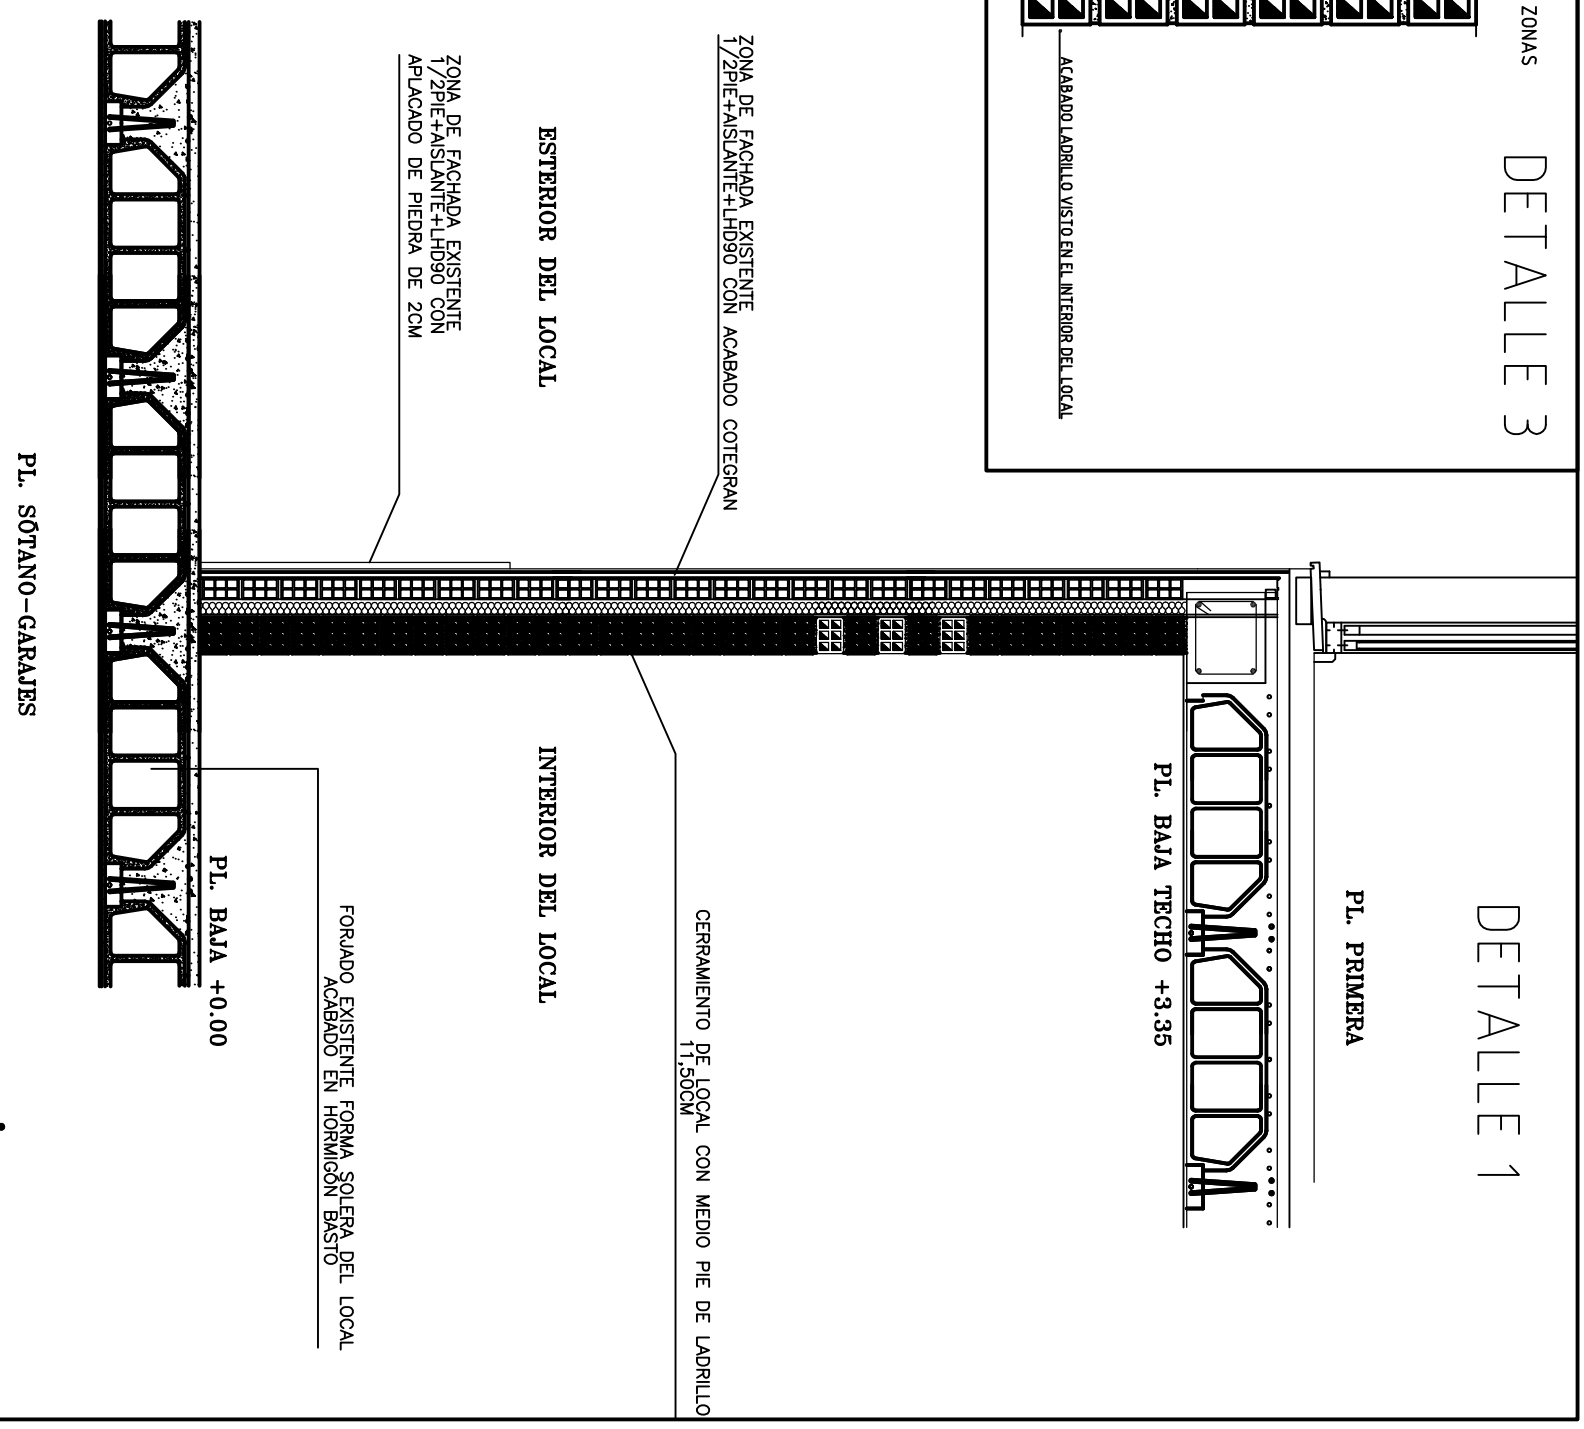 ZONAS
DETALLE 3
ACABADO LADRILLO VISTO EN EL INTERIOR DEL LOCAL
DETALLE 1
PL. PRIMERA
PL. BAJA TECHO +3.35
ZONA DE FACHADA EXISTENTE
1/2PIE+AISLANTE+LHD90 CON ACABADO COTEGRAN
CERRAMIENTO DE LOCAL CON MEDIO PIE DE LADRILLO
11,50CM
ESTERIOR DEL LOCAL
INTERIOR DEL LOCAL
ZONA DE FACHADA EXISTENTE
1/2PIE+AISLANTE+LHD90 CON
APLACADO DE PIEDRA DE 2CM
FORJADO EXISTENTE FORMA SOLERA DEL LOCAL
ACABADO EN HORMIGÓN BASTO
PL. BAJA +0.00
PL. SÓTANO-GARAJES